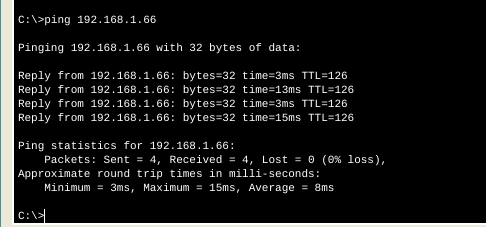 C:\>ping 192.168.1.66
Pinging 192.168.1.66 with 32 bytes of data:
Reply from 192.168.1.66: bytes=32 time=3ms TTL=126
Reply from 192.168.1.66: bytes=32 time=13ms TTL=126
Reply from 192.168.1.66: bytes=32 time=3ms TTL=126
Reply from 192.168.1.66: bytes=32 time=15ms TTL=126
Ping statistics for 192.168.1.66:
    Packets: Sent = 4, Received = 4, Lost = 0 (0% loss),
Approximate round trip times in milli-seconds:
    Minimum = 3ms, Maximum = 15ms, Average = 8ms
C:\>